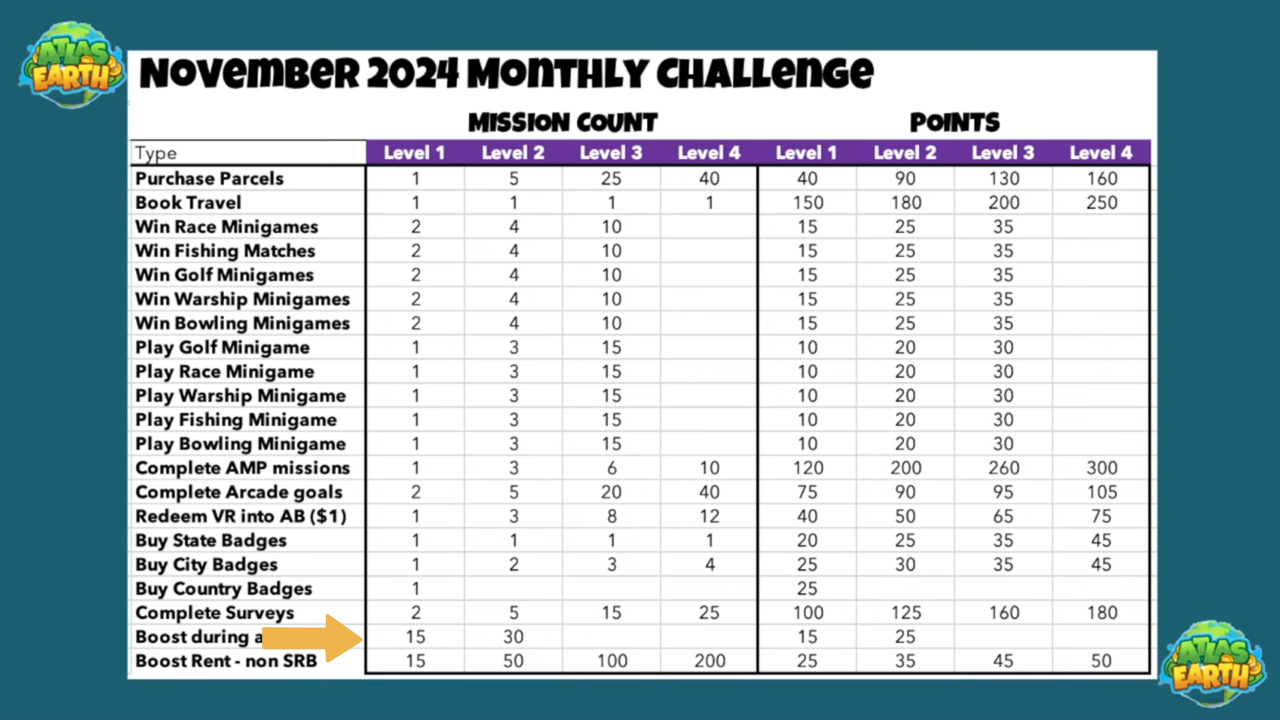 ATLAS
EARTH
November 2024 Monthly Challenge
Mission Count Points
Type Level 1 Level 2 Level 3 Level 4 Level 1 Level 2 Level 3 Level 4
Purchase Parcels 1 5 25 40 40 90 130 160
Book Travel 1 1 1 1 150 180 200 250
Win Race Minigames 2 4 10 15 25 35
Win Fishing Matches 2 4 10 15 25 35
Win Golf Minigames 2 4 10 15 25 35
Win Warship Minigames 2 4 10 15 25 35
Win Bowling Minigames 2 4 10 15 25 35
Play Golf Minigame 1 3 15 10 20 30
Play Race Minigame 1 3 15 10 20 30
Play Warship Minigame 1 3 15 10 20 30
Play Fishing Minigame 1 3 15 10 20 30
Play Bowling Minigame 1 3 15 10 20 30
Complete AMP missions 1 3 6 10 120 200 260 300
Complete Arcade goals 2 5 20 40 75 90 95 105
Redeem VR into AB ($1) 1 3 8 12 40 50 65 75
Buy State Badges 1 1 1 1 20 25 35 45
Buy City Badges 1 2 3 4 25 30 35 45
Buy Country Badges 1 25
Complete Surveys 2 5 15 25 100 125 160 180
Boost during 15 30 15 25
Boost Rent - non SRB 15 50 100 200 25 35 45 50
ATLAS
EARTH